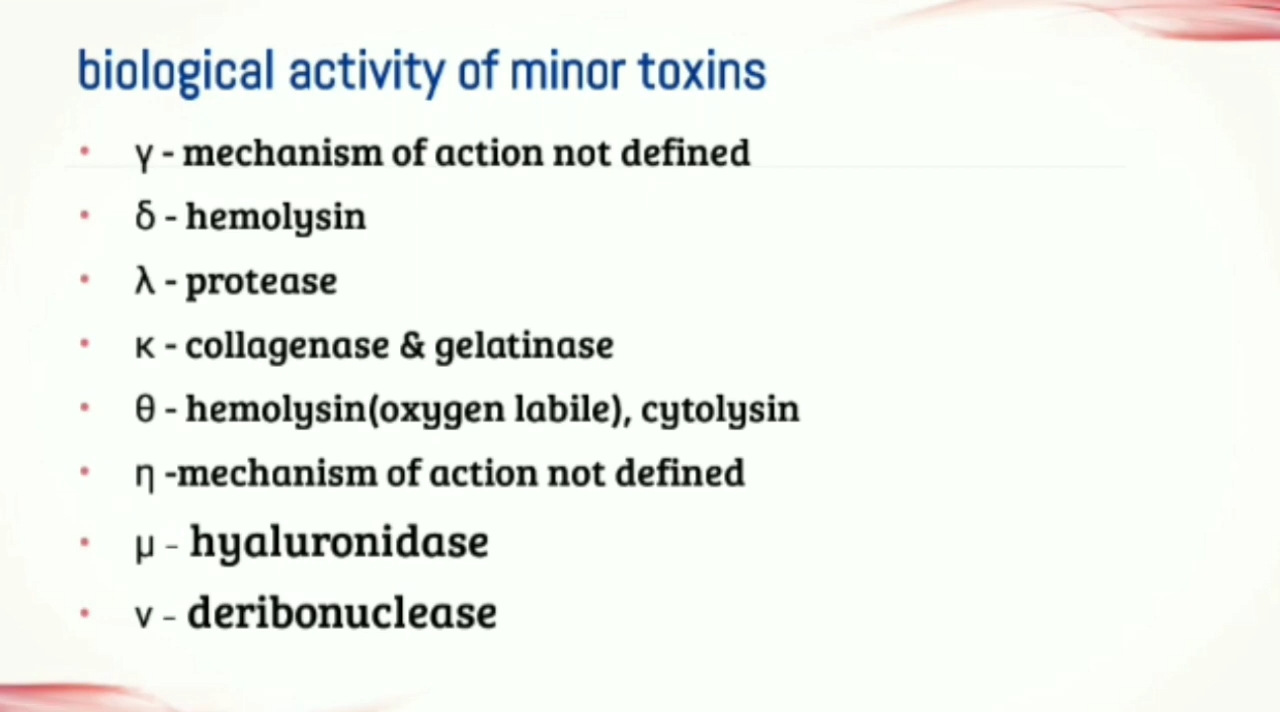 biological activity of minor toxins
• γ - mechanism of action not defined
• δ - hemolysin
• λ - protease
• κ - collagenase & gelatinase
• θ - hemolysin(oxygen labile), cytolysin
• η -mechanism of action not defined
• μ - hyaluronidase
• ν - deribonuclease